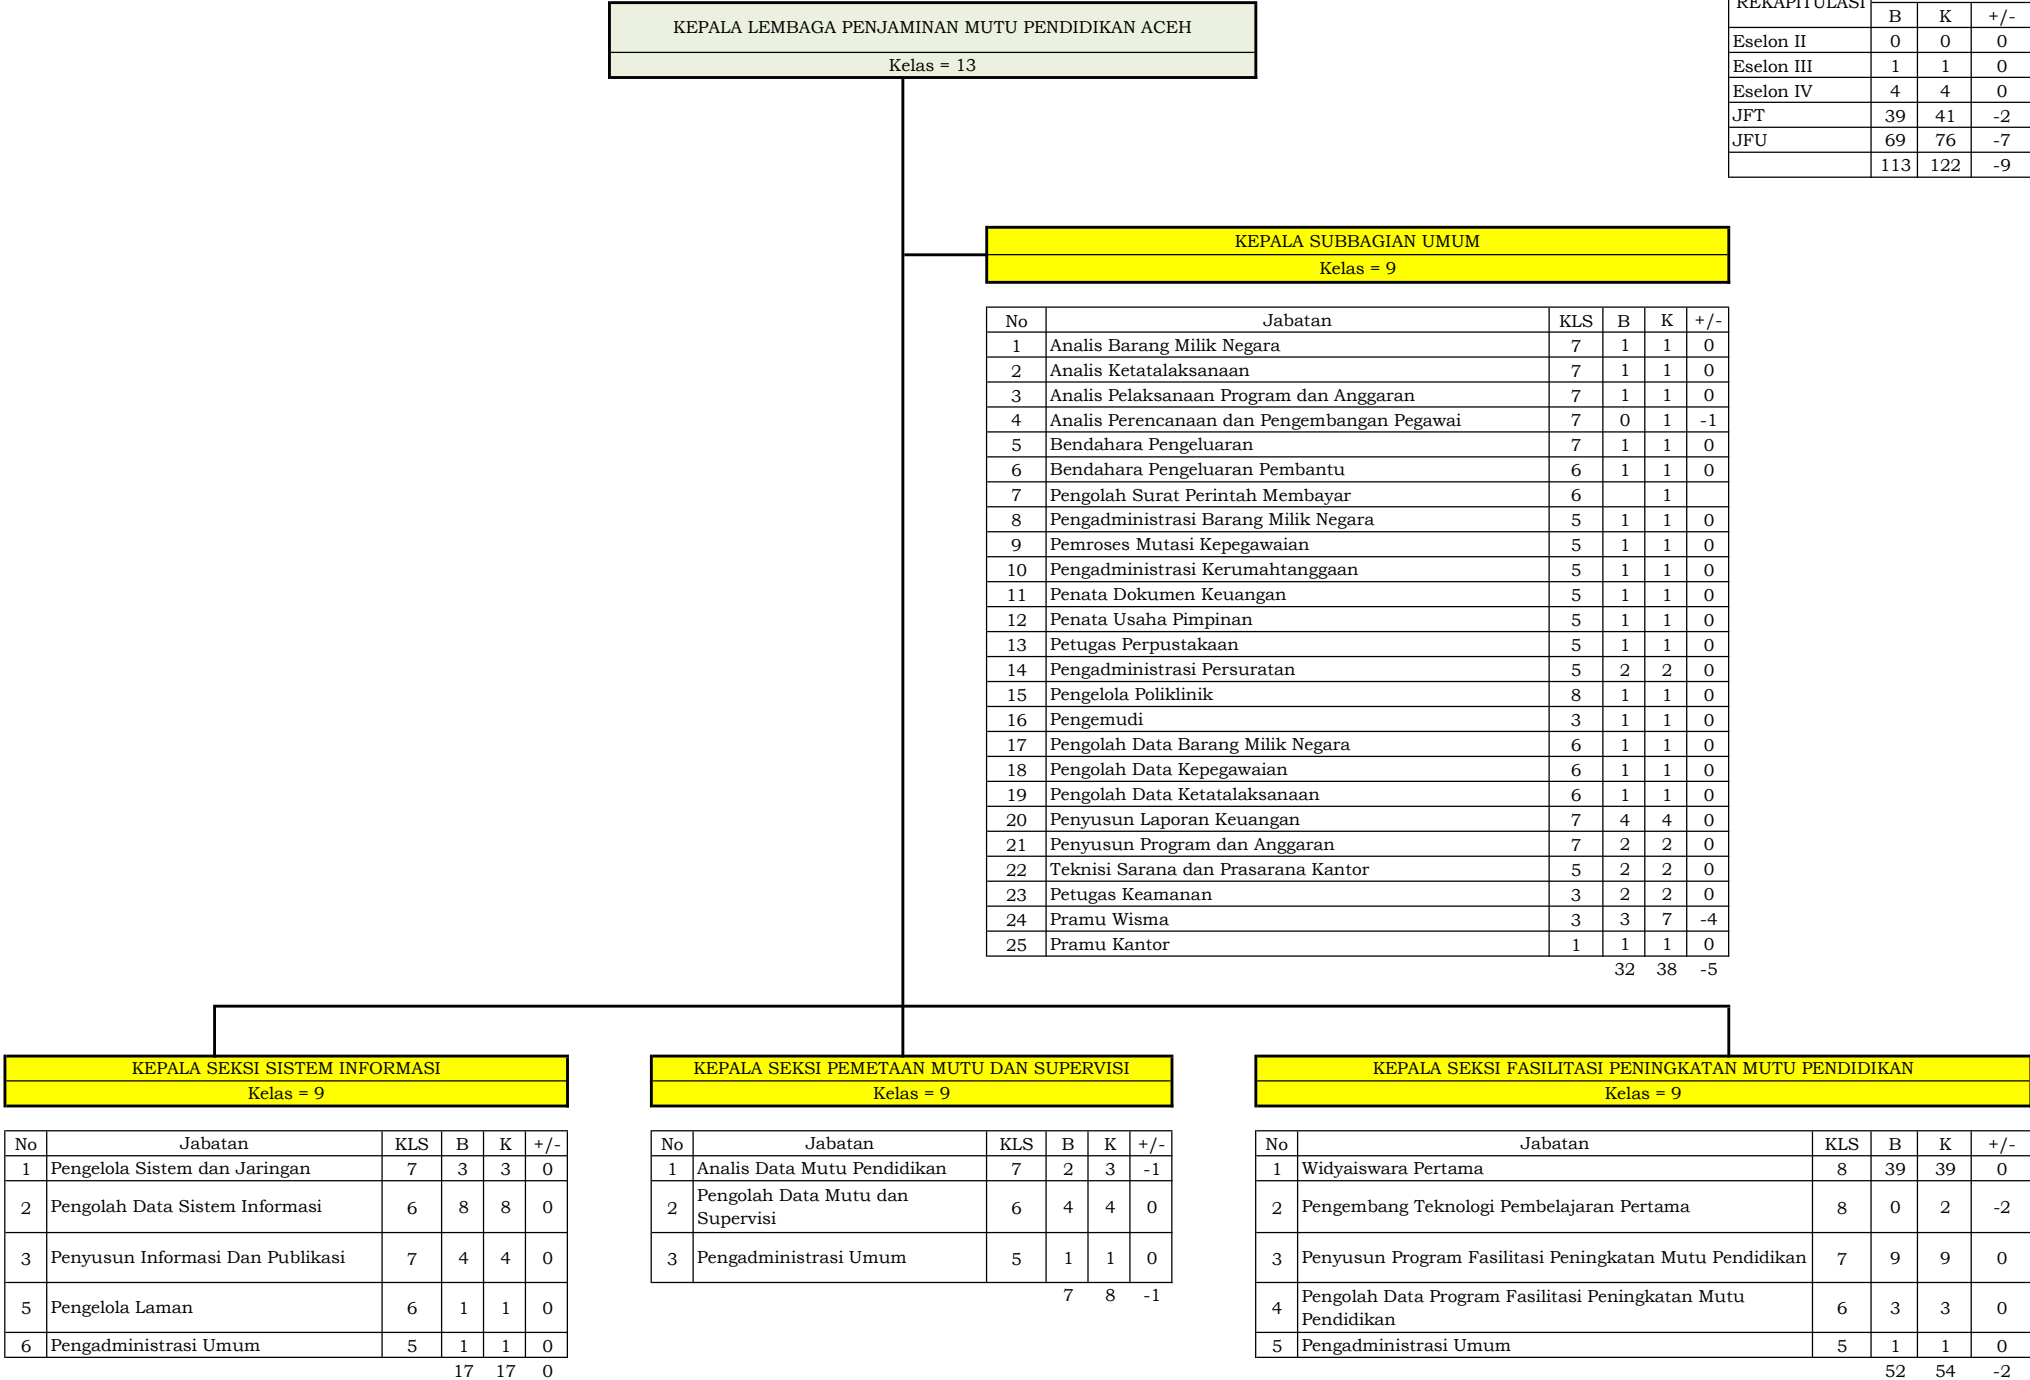 KEPALA LEMBAGA PENJAMINAN MUTU PENDIDIKAN ACEH
Kelas = 13
REKAPITULASI B K +/-
Eselon II 0 0 0
Eselon III 1 1 0
Eselon IV 4 4 0
JFT 39 41 -2
JFU 69 76 -7
113 122 -9
KEPALA SUBBAGIAN UMUM
Kelas = 9
No Jabatan KLS B K +/-
1 Analis Barang Milik Negara 7 1 1 0
2 Analis Ketatalaksanaan 7 1 1 0
3 Analis Pelaksanaan Program dan Anggaran 7 1 1 0
4 Analis Perencanaan dan Pengembangan Pegawai 7 0 1 -1
5 Bendahara Pengeluaran 7 1 1 0
6 Bendahara Pengeluaran Pembantu 6 1 1 0
7 Pengolah Surat Perintah Membayar 6 1
8 Pengadministrasi Barang Milik Negara 5 1 1 0
9 Pemroses Mutasi Kepegawaian 5 1 1 0
10 Pengadministrasi Kerumahtanggaan 5 1 1 0
11 Penata Dokumen Keuangan 5 1 1 0
12 Penata Usaha Pimpinan 5 1 1 0
13 Petugas Perpustakaan 5 1 1 0
14 Pengadministrasi Persuratan 5 2 2 0
15 Pengelola Poliklinik 8 1 1 0
16 Pengemudi 3 1 1 0
17 Pengolah Data Barang Milik Negara 6 1 1 0
18 Pengolah Data Kepegawaian 6 1 1 0
19 Pengolah Data Ketatalaksanaan 6 1 1 0
20 Penyusun Laporan Keuangan 7 4 4 0
21 Penyusun Program dan Anggaran 7 2 2 0
22 Teknisi Sarana dan Prasarana Kantor 5 2 2 0
23 Petugas Keamanan 3 2 2 0
24 Pramu Wisma 3 3 7 -4
25 Pramu Kantor 1 1 1 0
32 38 -5
KEPALA SEKSI SISTEM INFORMASI
Kelas = 9
No Jabatan KLS B K +/-
1 Pengelola Sistem dan Jaringan 7 3 3 0
2 Pengolah Data Sistem Informasi 6 8 8 0
3 Penyusun Informasi Dan Publikasi 7 4 4 0
5 Pengelola Laman 6 1 1 0
6 Pengadministrasi Umum 5 1 1 0
17 17 0
KEPALA SEKSI PEMETAAN MUTU DAN SUPERVISI
Kelas = 9
No Jabatan KLS B K +/-
1 Analis Data Mutu Pendidikan 7 2 3 -1
2 Pengolah Data Mutu dan
Supervisi 6 4 4 0
3 Pengadministrasi Umum 5 1 1 0
7 8 -1
KEPALA SEKSI FASILITASI PENINGKATAN MUTU PENDIDIKAN
Kelas = 9
No Jabatan KLS B K +/-
1 Widyaiswara Pertama 8 39 39 0
2 Pengembang Teknologi Pembelajaran Pertama 8 0 2 -2
3 Penyusun Program Fasilitasi Peningkatan Mutu Pendidikan 7 9 9 0
4 Pengolah Data Program Fasilitasi Peningkatan Mutu
Pendidikan 6 3 3 0
5 Pengadministrasi Umum 5 1 1 0
52 54 -2